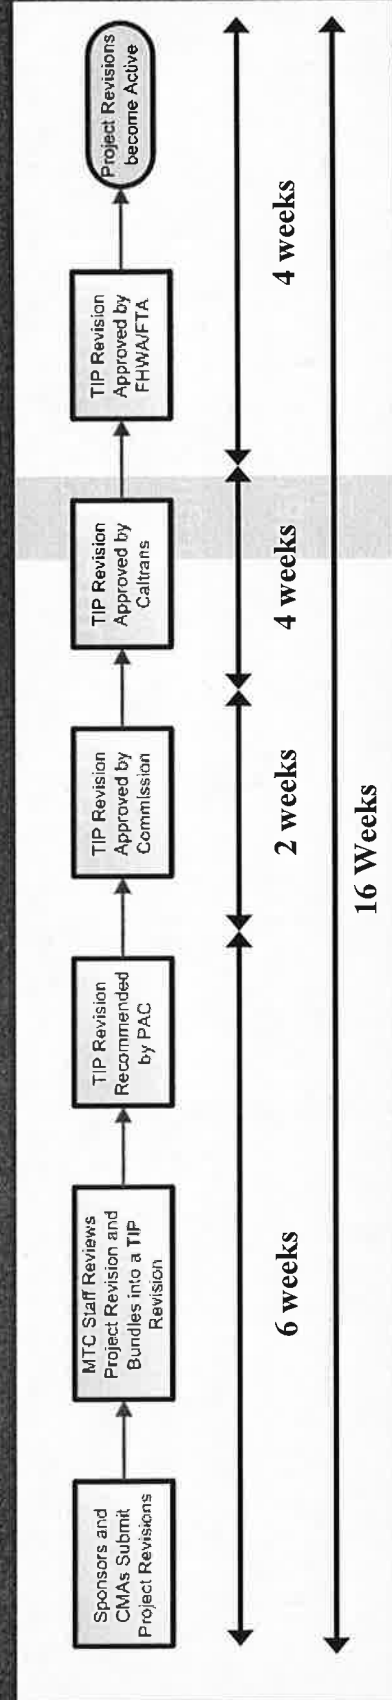 Sponsors and
CMAs Submit
Project Revisions
MTC Staff Reviews
Project Revision and
Bundles into a TIP
Revision
TIP Revision
Recommended
by PAC
TIP Revision
Approved by
Commission
TIP Revision
Approved by
Caltrans
TIP Revision
Approved by
FHWA/FTA
Project Revisions
become Active
6 weeks
2 weeks
4 weeks
4 weeks
16 Weeks